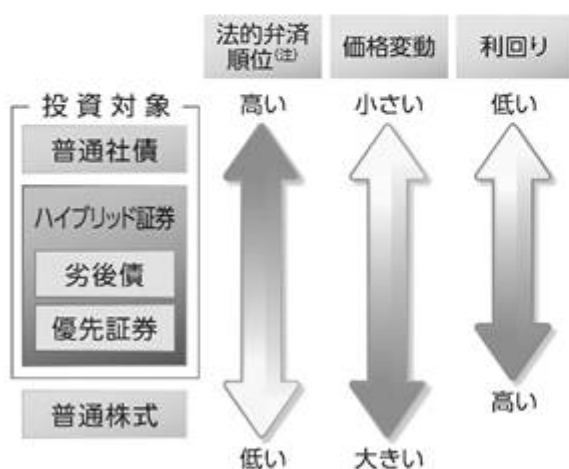 法的弁済
順位(注)
価格変動
利回り
投資対象
高い
小さい
低い
普通社債
ハイブリッド証券
劣後債
優先証券
普通株式
高い
低い
大きい